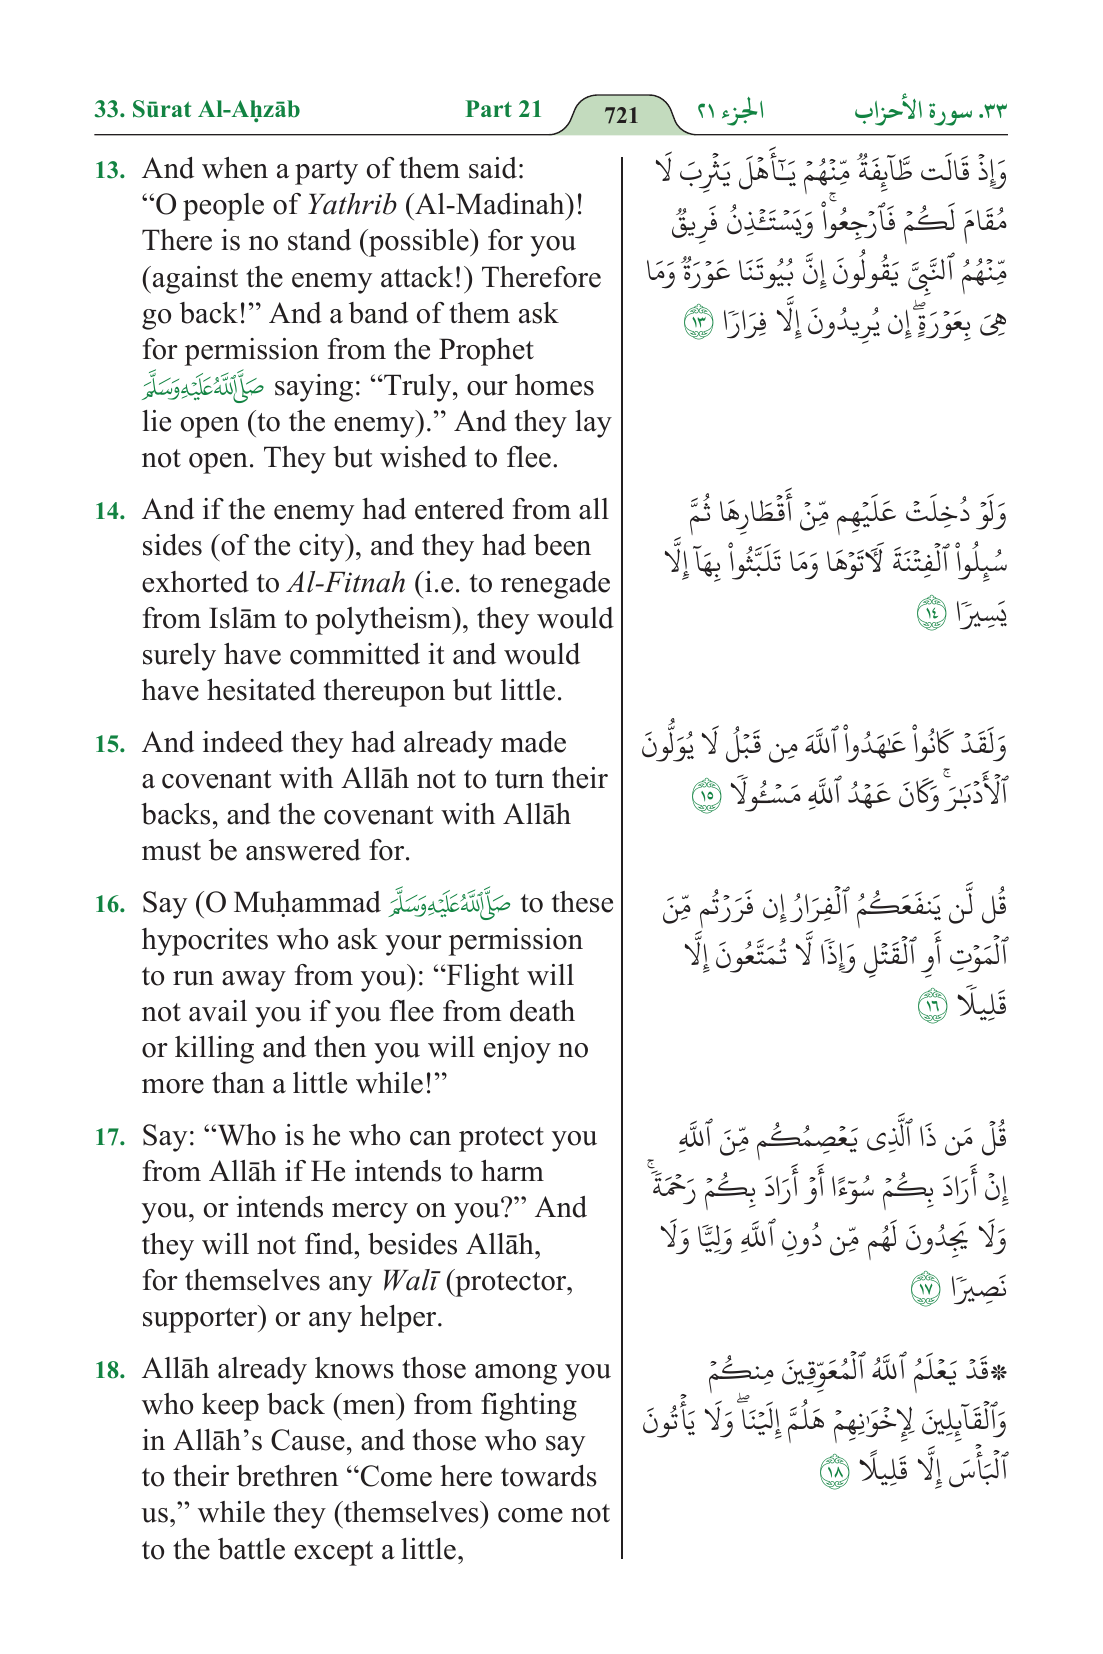 33. Sūrat Al-Aḥzāb Part 21 721 الجزء ٢١ ٣٣. سورة الأحزاب
13. And when a party of them said:
“O people of Yathrib (Al-Madinah)!
There is no stand (possible) for you
(against the enemy attack!) Therefore
go back!” And a band of them ask
for permission from the Prophet
صَلَّى اللَّهُ عَلَيْهِ وَسَلَّمَ saying: “Truly, our homes
lie open (to the enemy).” And they lay
not open. They but wished to flee.
وَإِذْ قَالَت طَّآئِفَةٌ مِّنْهُمْ يَـٰٓأَهْلَ يَثْرِبَ لَا
مُقَامَ لَكُمْ فَٱرْجِعُوا۟ ۚ وَيَسْتَـْٔذِنُ فَرِيقٌ
مِّنْهُمُ ٱلنَّبِىَّ يَقُولُونَ إِنَّ بُيُوتَنَا عَوْرَةٌ وَمَا
هِىَ بِعَوْرَةٍ ۖ إِن يُرِيدُونَ إِلَّا فِرَارًا ١٣
14. And if the enemy had entered from all
sides (of the city), and they had been
exhorted to Al-Fitnah (i.e. to renegade
from Islām to polytheism), they would
surely have committed it and would
have hesitated thereupon but little.
وَلَوْ دُخِلَتْ عَلَيْهِم مِّنْ أَقْطَارِهَا ثُمَّ
سُئِلُوا۟ ٱلْفِتْنَةَ لَـَٔاتَوْهَا وَمَا تَلَبَّثُوا۟ بِهَآ إِلَّا
يَسِيرًا ١٤
15. And indeed they had already made
a covenant with Allāh not to turn their
backs, and the covenant with Allāh
must be answered for.
وَلَقَدْ كَانُوا۟ عَـٰهَدُوا۟ ٱللَّهَ مِن قَبْلُ لَا يُوَلُّونَ
ٱلْأَدْبَـٰرَ ۚ وَكَانَ عَهْدُ ٱللَّهِ مَسْـُٔولًا ١٥
16. Say (O Muḥammad صَلَّى اللَّهُ عَلَيْهِ وَسَلَّمَ to these
hypocrites who ask your permission
to run away from you): “Flight will
not avail you if you flee from death
or killing and then you will enjoy no
more than a little while!”
قُل لَّن يَنفَعَكُمُ ٱلْفِرَارُ إِن فَرَرْتُم مِّنَ
ٱلْمَوْتِ أَوِ ٱلْقَتْلِ وَإِذًا لَّا تُمَتَّعُونَ إِلَّا
قَلِيلًا ١٦
17. Say: “Who is he who can protect you
from Allāh if He intends to harm
you, or intends mercy on you?” And
they will not find, besides Allāh,
for themselves any Walī (protector,
supporter) or any helper.
قُلْ مَن ذَا ٱلَّذِى يَعْصِمُكُم مِّنَ ٱللَّهِ
إِنْ أَرَادَ بِكُمْ سُوٓءًا أَوْ أَرَادَ بِكُمْ رَحْمَةً ۚ
وَلَا يَجِدُونَ لَهُم مِّن دُونِ ٱللَّهِ وَلِيًّا وَلَا
نَصِيرًا ١٧
18. Allāh already knows those among you
who keep back (men) from fighting
in Allāh’s Cause, and those who say
to their brethren “Come here towards
us,” while they (themselves) come not
to the battle except a little,
۞ قَدْ يَعْلَمُ ٱللَّهُ ٱلْمُعَوِّقِينَ مِنكُمْ
وَٱلْقَآئِلِينَ لِإِخْوَٰنِهِمْ هَلُمَّ إِلَيْنَا ۖ وَلَا يَأْتُونَ
ٱلْبَأْسَ إِلَّا قَلِيلًا ١٨